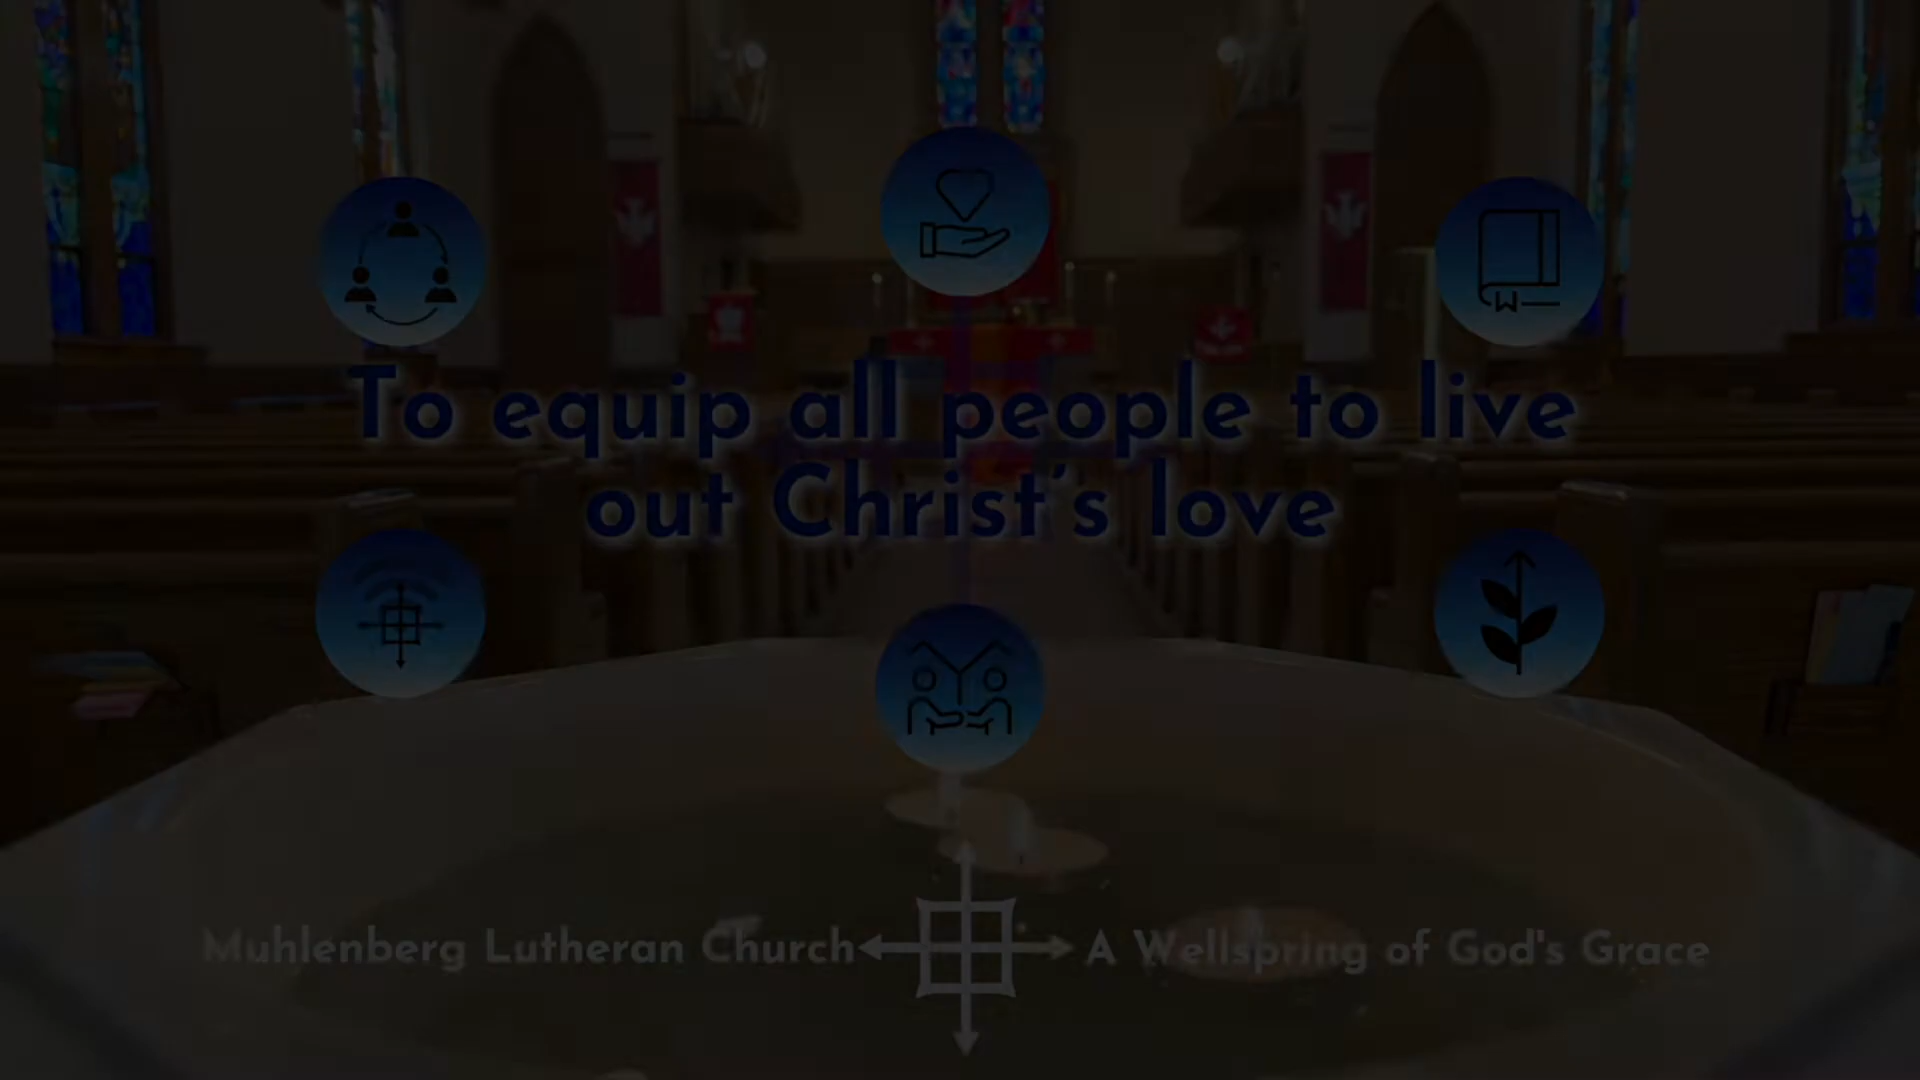 To equip all people to live
out Christ's love
Muhlenberg Lutheran Church
A Wellspring of God's Grace